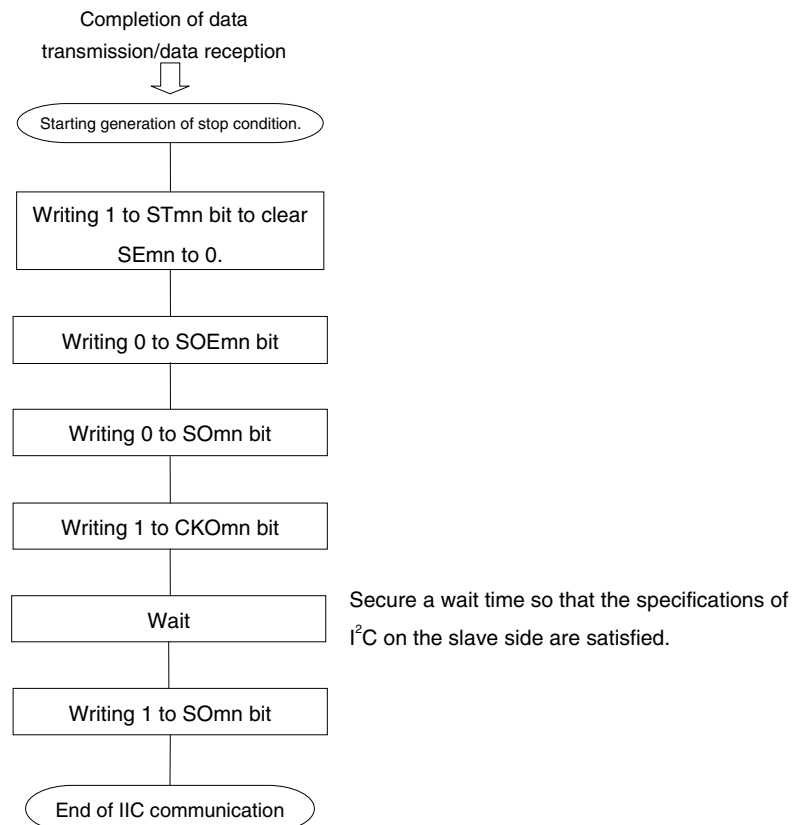 Completion of data
transmission/data reception
Starting generation of stop condition.
Writing 1 to STmn bit to clear
SEmn to 0.
Writing 0 to SOEmn bit
Writing 0 to SOmn bit
Writing 1 to CKOmn bit
Wait
Secure a wait time so that the specifications of
I²C on the slave side are satisfied.
Writing 1 to SOmn bit
End of IIC communication